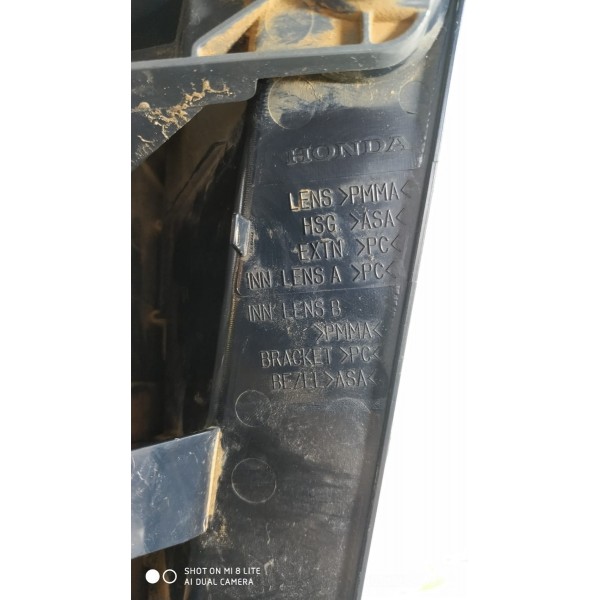 HONDA
LENS >PMMA<
HSG. >ASA<
EXTN. >PC<
INN. LENS A >PC<
INN. LENS B
>PMMA<
BRACKET >PC<
BEZEL >ASA<
SHOT ON MI 8 LITE
AI DUAL CAMERA